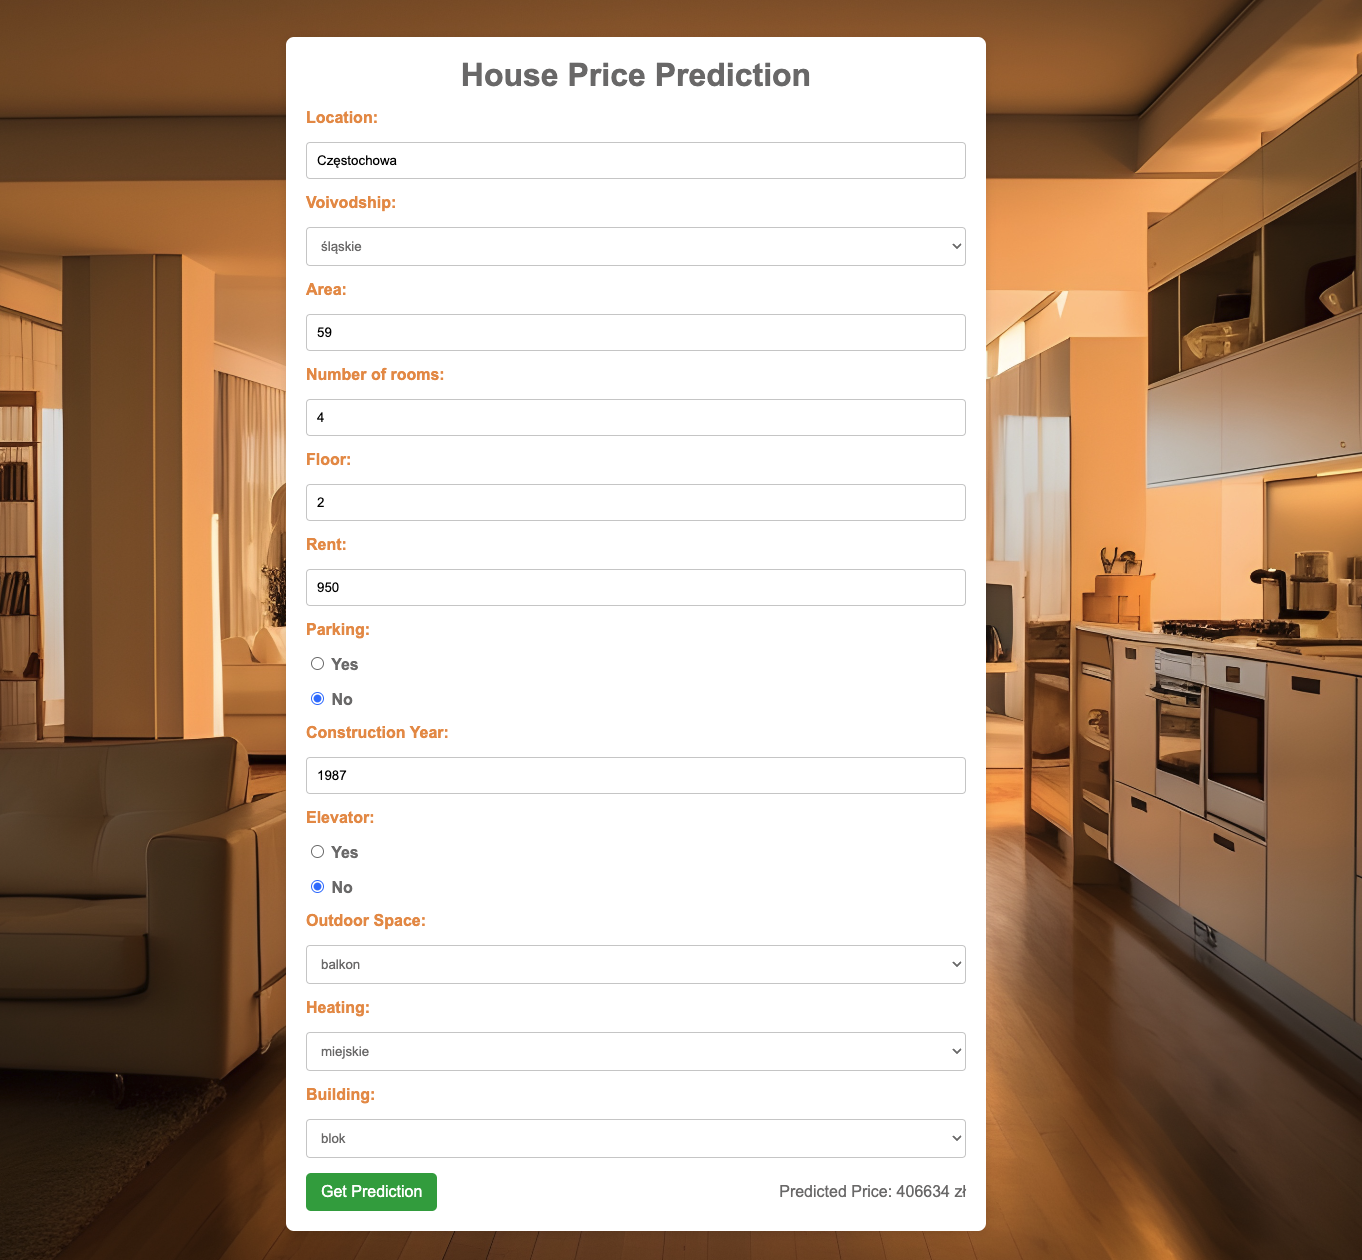 House Price Prediction
Location:
Częstochowa
Voivodship:
śląskie
Area:
59
Number of rooms:
4
Floor:
2
Rent:
950
Parking:
Yes
No
Construction Year:
1987
Elevator:
Yes
No
Outdoor Space:
balkon
Heating:
miejskie
Building:
blok
Get Prediction
Predicted Price: 406634 zł